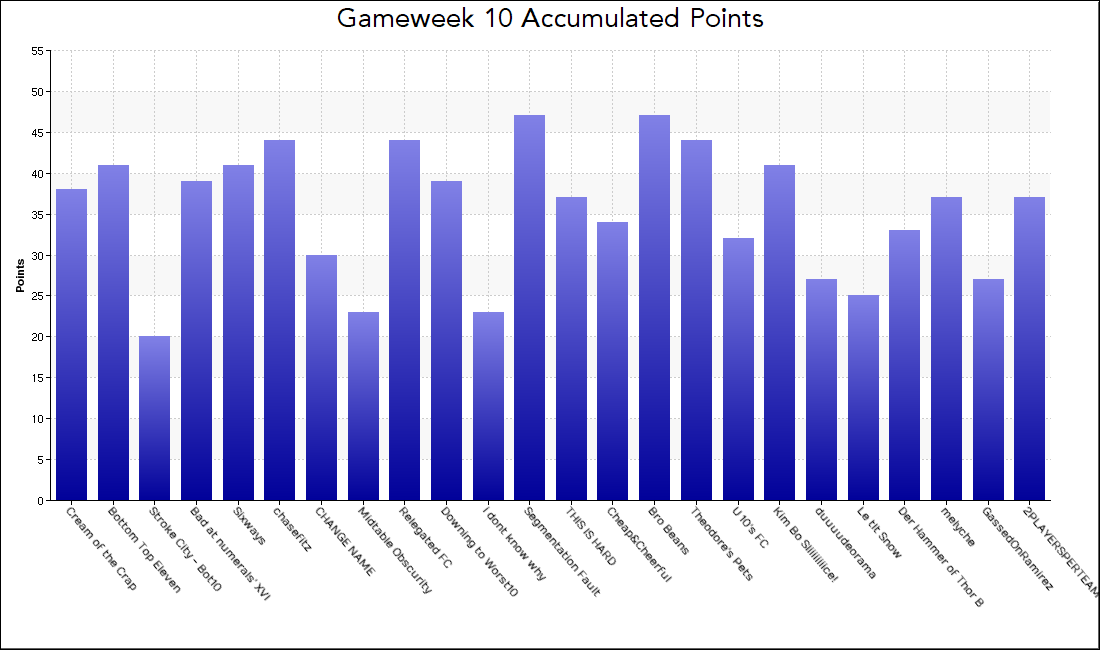 Gameweek 10 Accumulated Points
55
50
45
40
35
30
25
20
15
10
5
0
Points
Cream of the Crap
Bottom Top Eleven
Stroke City - Bot10
Bad at numerals' XVI
Sixways
chasefitz
CHANGE NAME
Midtable Obscurity
Relegated FC
Downing to Worst10
i dont know why
Segmentation Fault
THIS IS HARD
Cheap&Cheerful
Bro Beans
Theodore's Pets
U10's FC
Kim Bo Sliiiiiiice!
duuuudeorama
Le tit Snow
Der Hammer of Thor B
melyche
GassedOnRamirez
2PLAYERSPERTEAM